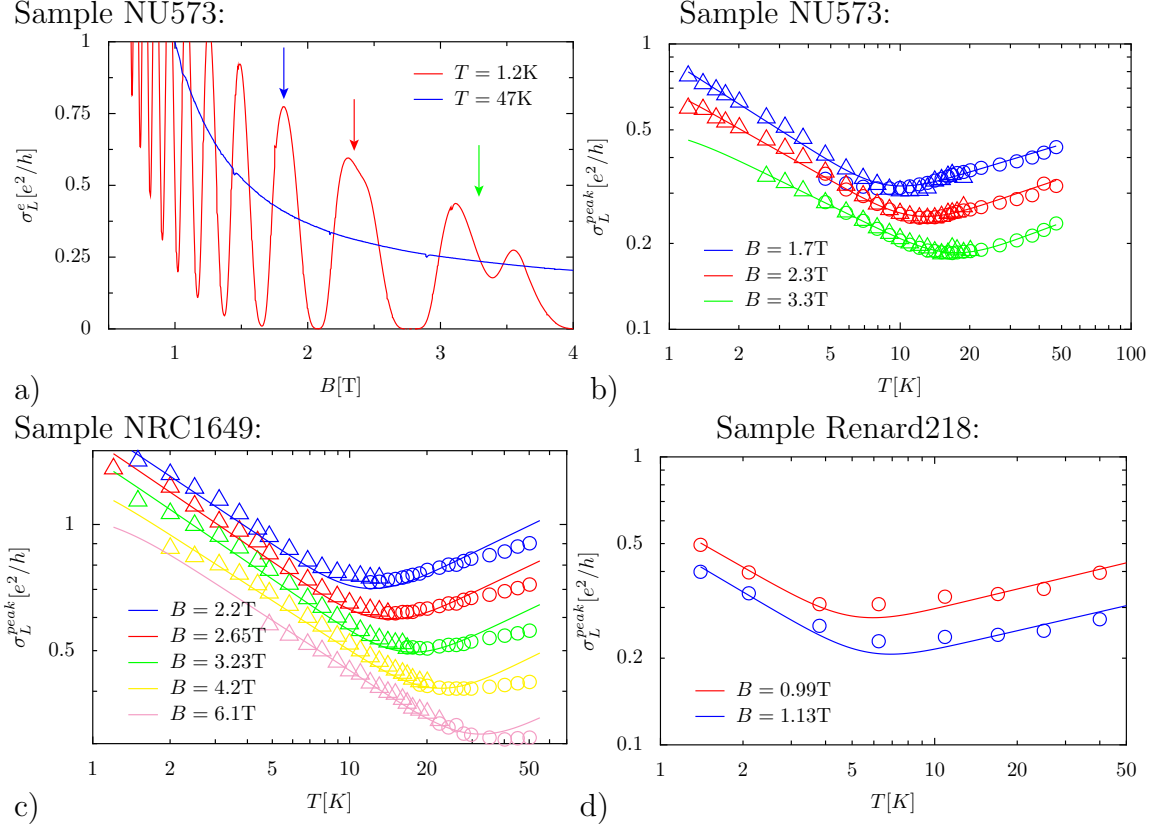 Sample NU573:
Sample NU573:
σ_L^e[e²/h]
1
0.75
0.5
0.25
0
1
2
3
4
B[T]
T = 1.2K
T = 47K
a)
σ_L^{peak}[e²/h]
1
0.5
0.2
0.1
1
2
5
10
20
50
100
T[K]
B = 1.7T
B = 2.3T
B = 3.3T
b)
Sample NRC1649:
Sample Renard218:
σ_L^{peak}[e²/h]
1
0.5
1
2
5
10
20
50
T[K]
B = 2.2T
B = 2.65T
B = 3.23T
B = 4.2T
B = 6.1T
c)
σ_L^{peak}[e²/h]
1
0.5
0.2
0.1
1
2
5
10
20
50
T[K]
B = 0.99T
B = 1.13T
d)